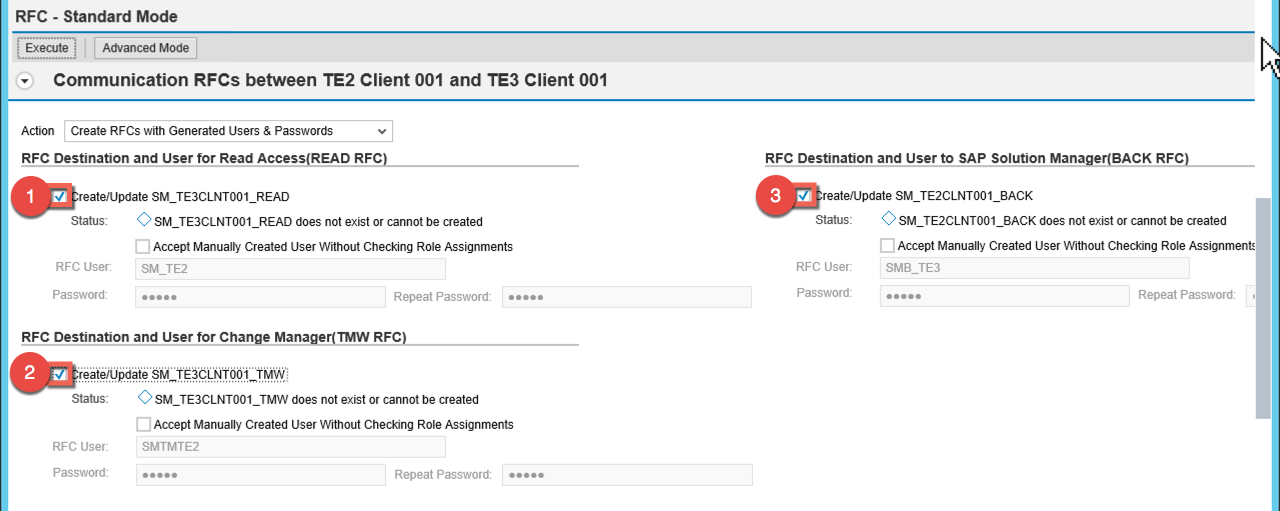 RFC - Standard Mode
Execute Advanced Mode
Communication RFCs between TE2 Client 001 and TE3 Client 001
Action Create RFCs with Generated Users & Passwords
RFC Destination and User for Read Access(READ RFC)
1 Create/Update SM_TE3CLNT001_READ
Status: SM_TE3CLNT001_READ does not exist or cannot be created
Accept Manually Created User Without Checking Role Assignments
RFC User: SM_TE2
Password: ●●●●● Repeat Password: ●●●●●
RFC Destination and User for Change Manager(TMW RFC)
2 Create/Update SM_TE3CLNT001_TMW
Status: SM_TE3CLNT001_TMW does not exist or cannot be created
Accept Manually Created User Without Checking Role Assignments
RFC User: SMTMTE2
Password: ●●●●● Repeat Password: ●●●●●
RFC Destination and User to SAP Solution Manager(BACK RFC)
3 Create/Update SM_TE2CLNT001_BACK
Status: SM_TE2CLNT001_BACK does not exist or cannot be created
Accept Manually Created User Without Checking Role Assignments
RFC User: SMB_TE3
Password: ●●●●● Repeat Password: